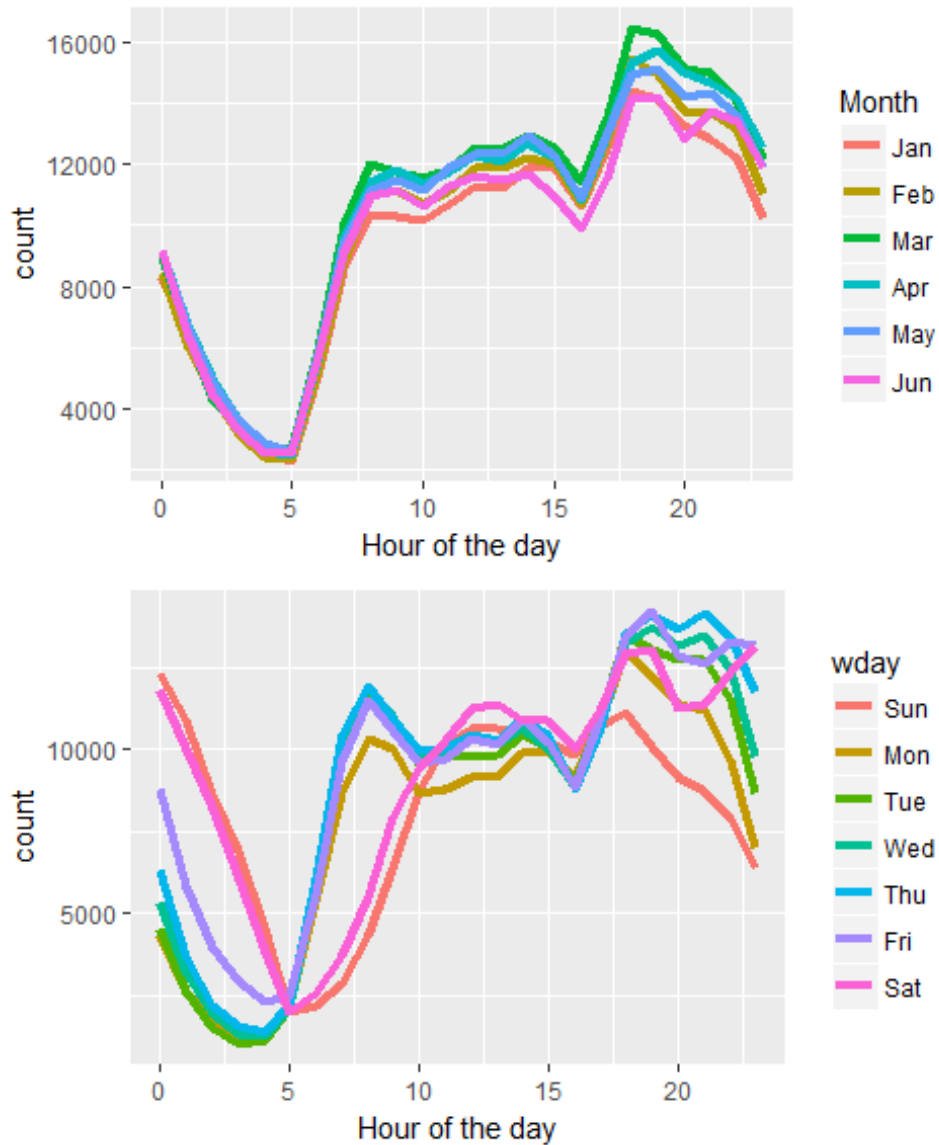 16000
12000
8000
4000
count
0 5 10 15 20
Hour of the day
Month
Jan
Feb
Mar
Apr
May
Jun
10000
5000
count
0 5 10 15 20
Hour of the day
wday
Sun
Mon
Tue
Wed
Thu
Fri
Sat